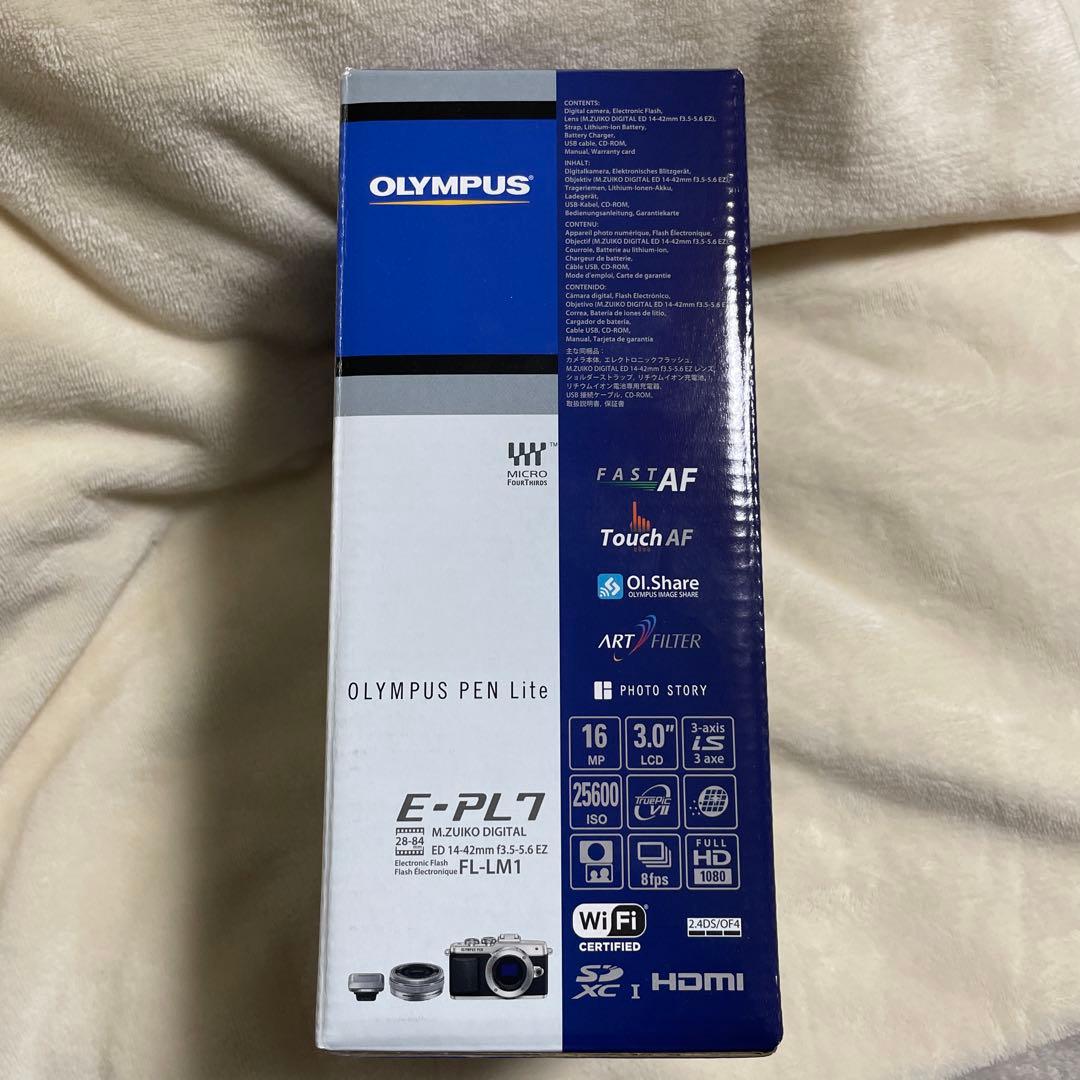 OLYMPUS®
MICRO
FOURTHIRDS
TM
OLYMPUS PEN Lite
E-PL7
28-84
M.ZUIKO DIGITAL
ED 14-42mm f3.5-5.6 EZ
Electronic Flash
Flash Électronique FL-LM1
OLYMPUS PEN
CONTENTS:
Digital camera, Electronic Flash,
Lens (M.ZUIKO DIGITAL ED 14-42mm f3.5-5.6 EZ),
Strap, Lithium-Ion Battery,
Battery Charger,
USB cable, CD-ROM,
Manual, Warranty card
INHALT:
Digitalkamera, Elektronisches Blitzgerät,
Objektiv (M.ZUIKO DIGITAL ED 14-42mm f3.5-5.6 EZ),
Trageriemen, Lithium-Ionen-Akku,
Ladegerät,
USB-Kabel, CD-ROM,
Bedienungsanleitung, Garantiekarte
CONTENU:
Appareil photo numérique, Flash Électronique,
Objectif (M.ZUIKO DIGITAL ED 14-42mm f3.5-5.6 EZ),
Courroie, Batterie au lithium-ion,
Chargeur de batterie,
Câble USB, CD-ROM,
Mode d'emploi, Carte de garantie
CONTENIDO:
Cámara digital, Flash Electrónico,
Objetivo (M.ZUIKO DIGITAL ED 14-42mm f3.5-5.6 E
Correa, Batería de iones de litio,
Cargador de batería,
Cable USB, CD-ROM,
Manual, Tarjeta de garantía
主な同梱品：
カメラ本体, エレクトロニックフラッシュ,
M.ZUIKO DIGITAL ED 14-42mm f3.5-5.6 EZ レンズ,
ショルダーストラップ, リチウムイオン充電池,
リチウムイオン電池専用充電器,
USB 接続ケーブル, CD-ROM,
取扱説明書, 保証書
FAST AF
Touch AF
OI.Share
OLYMPUS IMAGE SHARE
ART FILTER
PHOTO STORY
16
MP
3.0"
LCD
3-axis
iS
3 axe
25600
ISO
TruePic
VII
8fps
FULL
HD
1080
WiFi
CERTIFIED
2.4DS/OF4
SD
XC I
HDMI